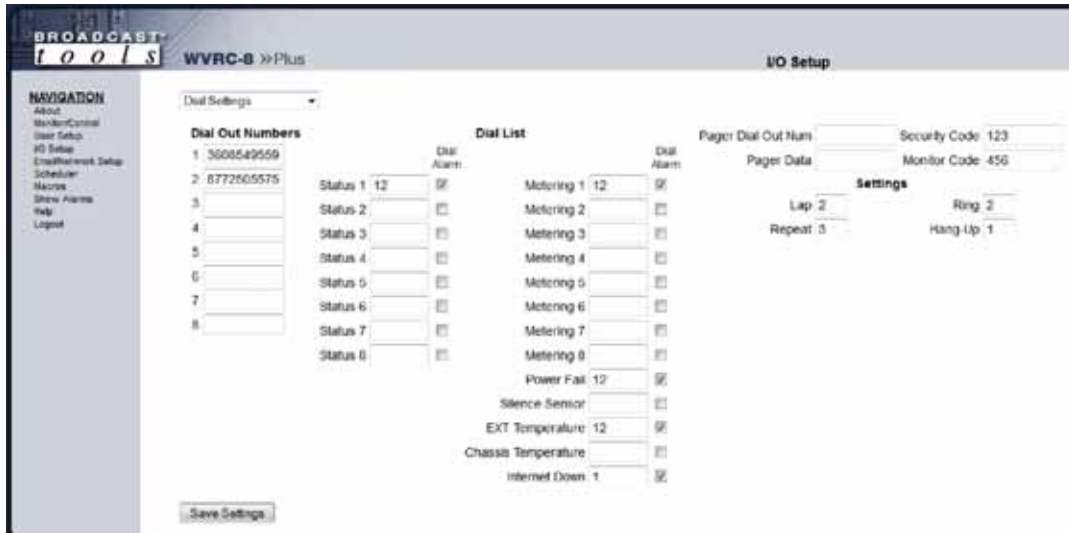 BROADCAST
tools
WVRC-8 »Plus
I/O Setup
NAVIGATION
About
Monitor/Control
User Setup
I/O Setup
Email/Network Setup
Scheduler
Macros
Show Alarms
Help
Logout
Dial Settings
Dial Out Numbers
1 3608549559
2 8772505575
3
4
5
6
7
8
Dial List
Dial Alarm
Status 1 12
Status 2
Status 3
Status 4
Status 5
Status 6
Status 7
Status 8
Dial Alarm
Metering 1 12
Metering 2
Metering 3
Metering 4
Metering 5
Metering 6
Metering 7
Metering 8
Power Fail 12
Silence Sensor
EXT Temperature 12
Chassis Temperature
Internet Down 1
Pager Dial Out Num
Security Code 123
Pager Data
Monitor Code 456
Settings
Lap 2
Ring 2
Repeat 3
Hang-Up 1
Save Settings